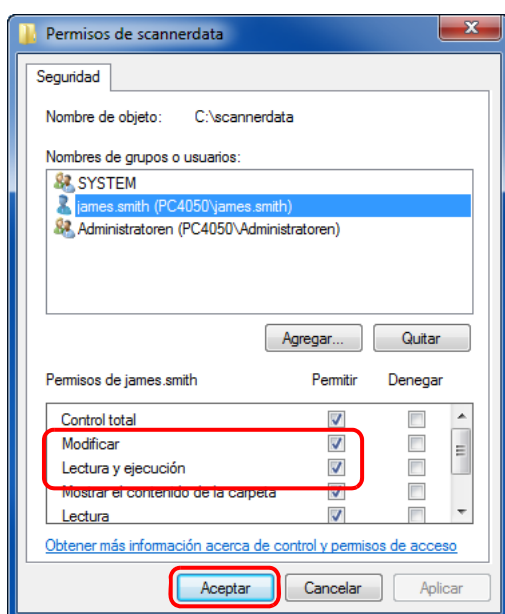 Permisos de scannerdata
Seguridad
Nombre de objeto: C:\scannerdata
Nombres de grupos o usuarios:
SYSTEM
james.smith (PC4050\james.smith)
Administratoren (PC4050\Administratoren)
Agregar... Quitar
Permisos de james.smith Permitir Denegar
Control total
Modificar
Lectura y ejecución
Mostrar el contenido de la carpeta
Lectura
Obtener más información acerca de control y permisos de acceso
Aceptar Cancelar Aplicar